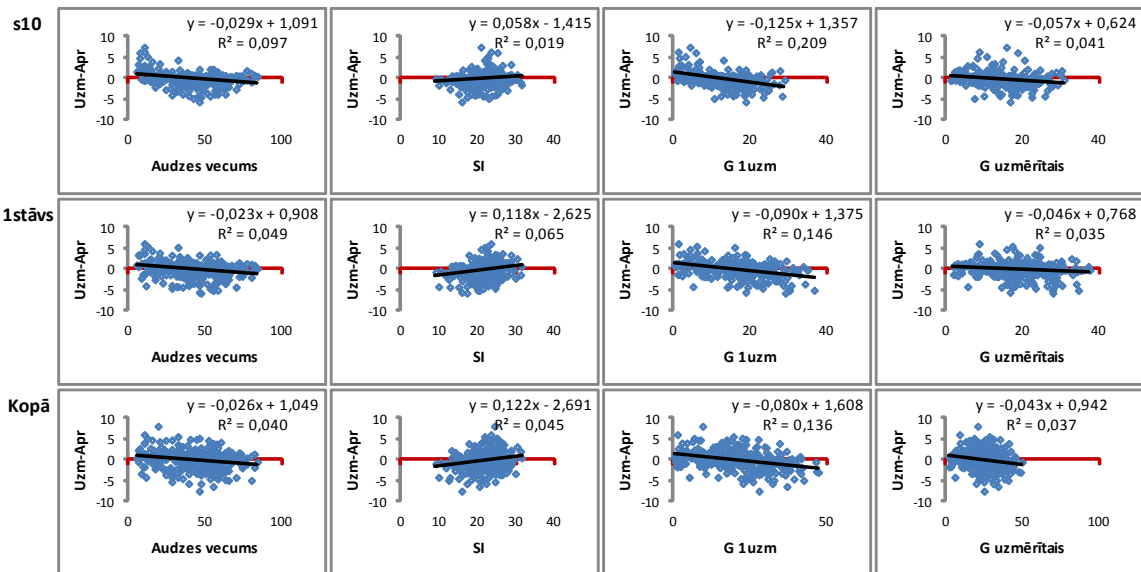 s10
y = -0,029x + 1,091
R² = 0,097
Uzm-Apr
10
5
0
-5
-10
0 50 100
Audzes vecums
y = 0,058x - 1,415
R² = 0,019
Uzm-Apr
10
5
0
-5
-10
0 10 20 30 40
SI
y = -0,125x + 1,357
R² = 0,209
Uzm-Apr
10
5
0
-5
-10
0 20 40
G 1uzm
y = -0,057x + 0,624
R² = 0,041
Uzm-Apr
10
5
0
-5
-10
0 20 40
G uzmērītais
1stāvs
y = -0,023x + 0,908
R² = 0,049
Uzm-Apr
10
5
0
-5
-10
0 50 100
Audzes vecums
y = 0,118x - 2,625
R² = 0,065
Uzm-Apr
10
5
0
-5
-10
0 10 20 30 40
SI
y = -0,090x + 1,375
R² = 0,146
Uzm-Apr
10
5
0
-5
-10
0 20 40
G 1uzm
y = -0,046x + 0,768
R² = 0,035
Uzm-Apr
10
5
0
-5
-10
0 20 40
G uzmērītais
Kopā
y = -0,026x + 1,049
R² = 0,040
Uzm-Apr
10
5
0
-5
-10
0 50 100
Audzes vecums
y = 0,122x - 2,691
R² = 0,045
Uzm-Apr
10
5
0
-5
-10
0 10 20 30 40
SI
y = -0,080x + 1,608
R² = 0,136
Uzm-Apr
10
5
0
-5
-10
0 50
G 1uzm
y = -0,043x + 0,942
R² = 0,037
Uzm-Apr
10
5
0
-5
-10
0 50 100
G uzmērītais